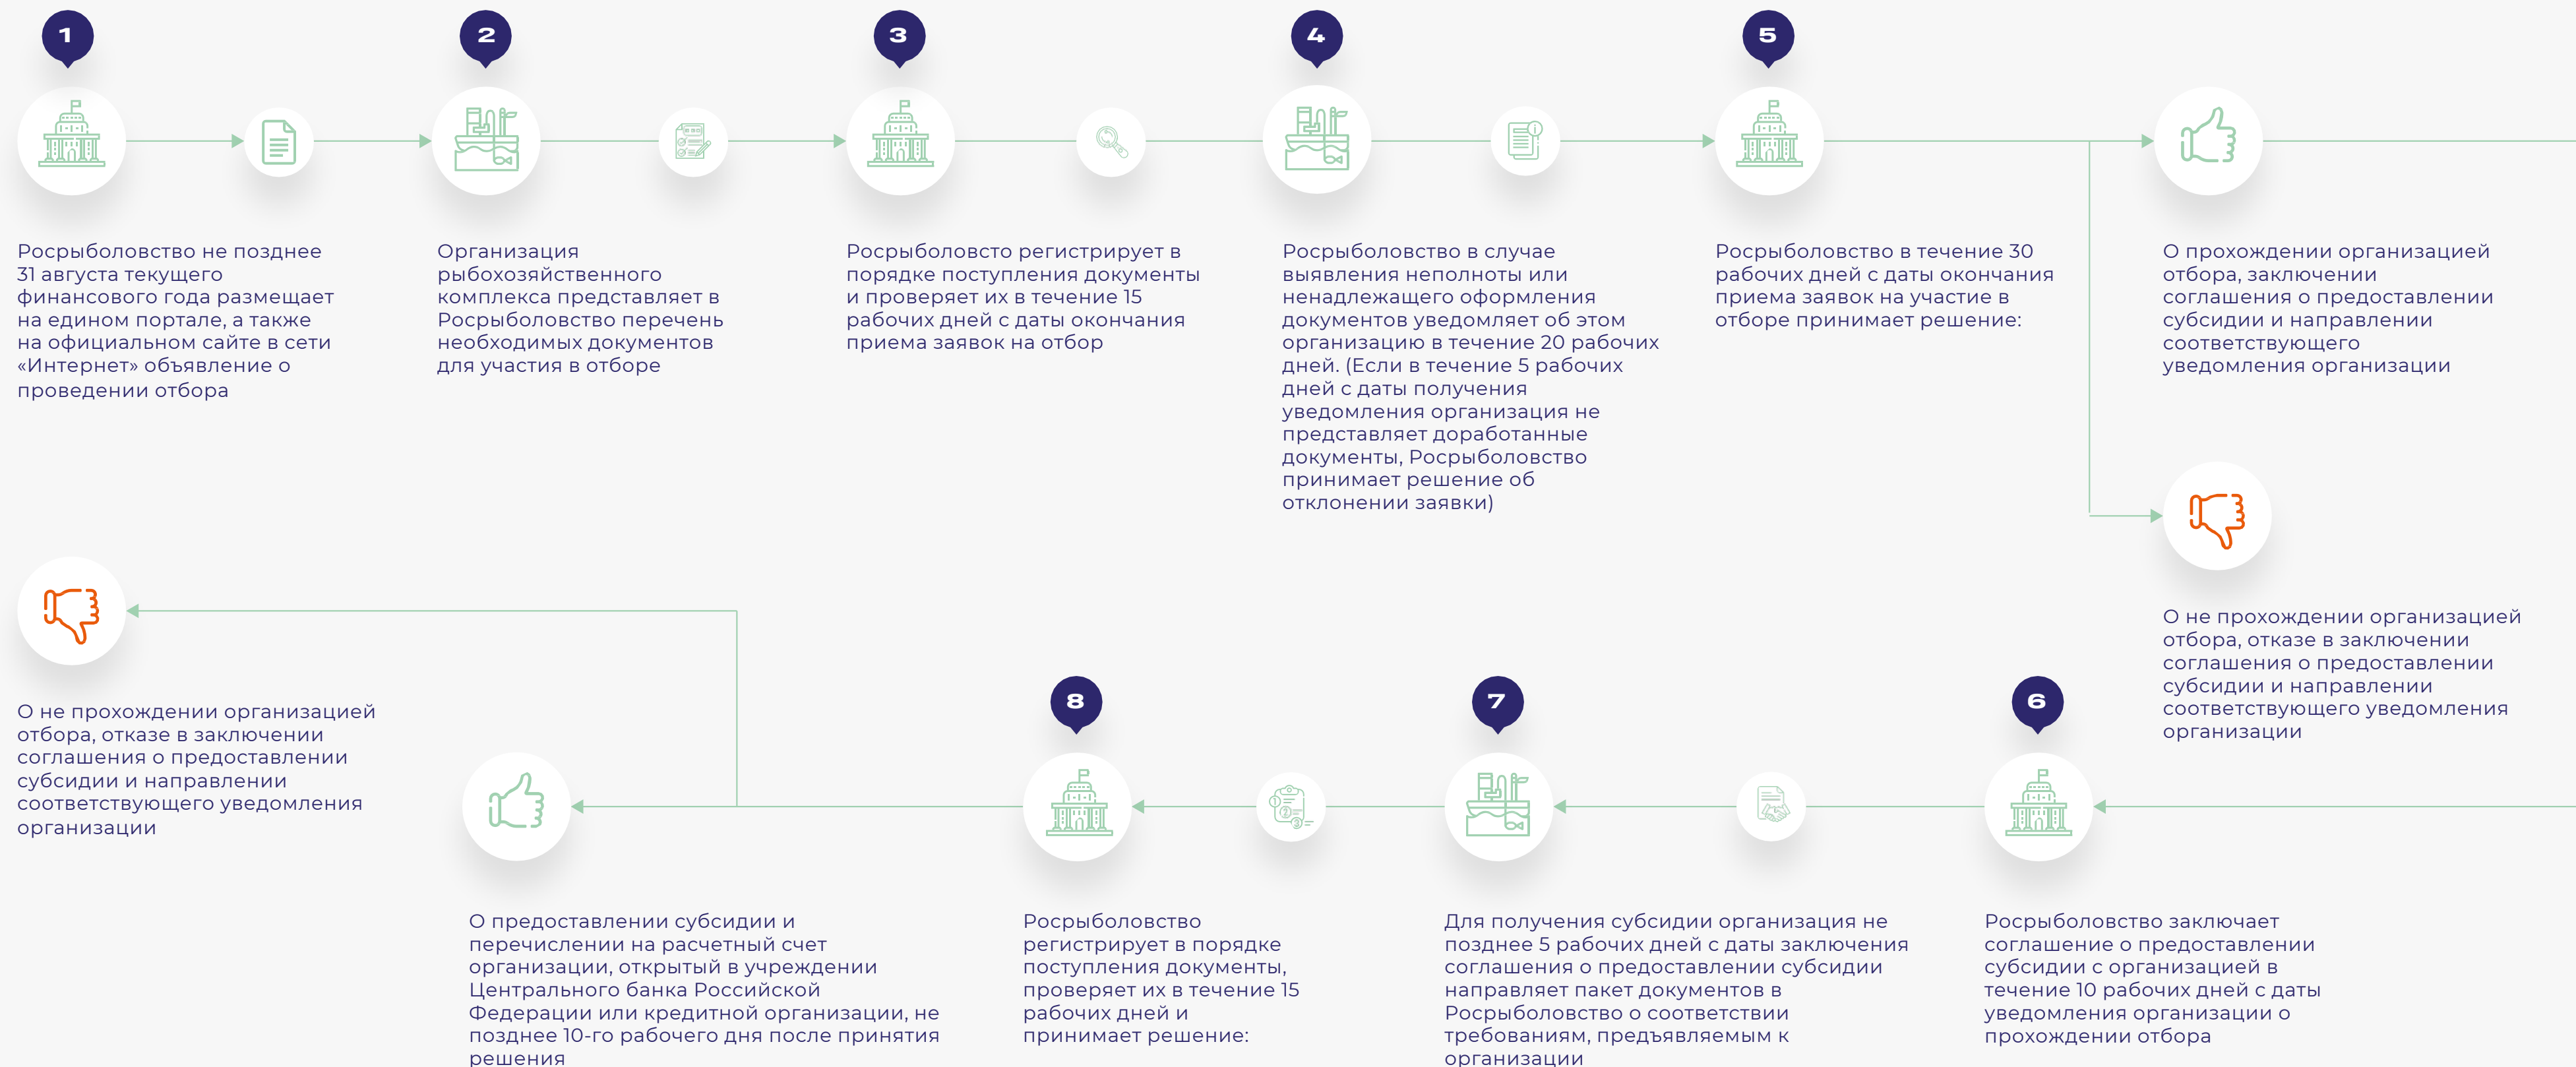 1
Росрыболовство не позднее
31 августа текущего
финансового года размещает
на едином портале, а также
на официальном сайте в сети
«Интернет» объявление о
проведении отбора
2
Организация
рыбохозяйственного
комплекса представляет в
Росрыболовство перечень
необходимых документов
для участия в отборе
3
Росрыболовсто регистрирует в
порядке поступления документы
и проверяет их в течение 15
рабочих дней с даты окончания
приема заявок на отбор
4
Росрыболовство в случае
выявления неполноты или
ненадлежащего оформления
документов уведомляет об этом
организацию в течение 20 рабочих
дней. (Если в течение 5 рабочих
дней с даты получения
уведомления организация не
представляет доработанные
документы, Росрыболовство
принимает решение об
отклонении заявки)
5
Росрыболовство в течение 30
рабочих дней с даты окончания
приема заявок на участие в
отборе принимает решение:
О прохождении организацией
отбора, заключении
соглашения о предоставлении
субсидии и направлении
соответствующего
уведомления организации
О не прохождении организацией
отбора, отказе в заключении
соглашения о предоставлении
субсидии и направлении
соответствующего уведомления
организации
6
Росрыболовство заключает
соглашение о предоставлении
субсидии с организацией в
течение 10 рабочих дней с даты
уведомления организации о
прохождении отбора
7
Для получения субсидии организация не
позднее 5 рабочих дней с даты заключения
соглашения о предоставлении субсидии
направляет пакет документов в
Росрыболовство о соответствии
требованиям, предъявляемым к
организации
8
Росрыболовство
регистрирует в порядке
поступления документы,
проверяет их в течение 15
рабочих дней и
принимает решение:
О предоставлении субсидии и
перечислении на расчетный счет
организации, открытый в учреждении
Центрального банка Российской
Федерации или кредитной организации, не
позднее 10-го рабочего дня после принятия
решения
О не прохождении организацией
отбора, отказе в заключении
соглашения о предоставлении
субсидии и направлении
соответствующего уведомления
организации